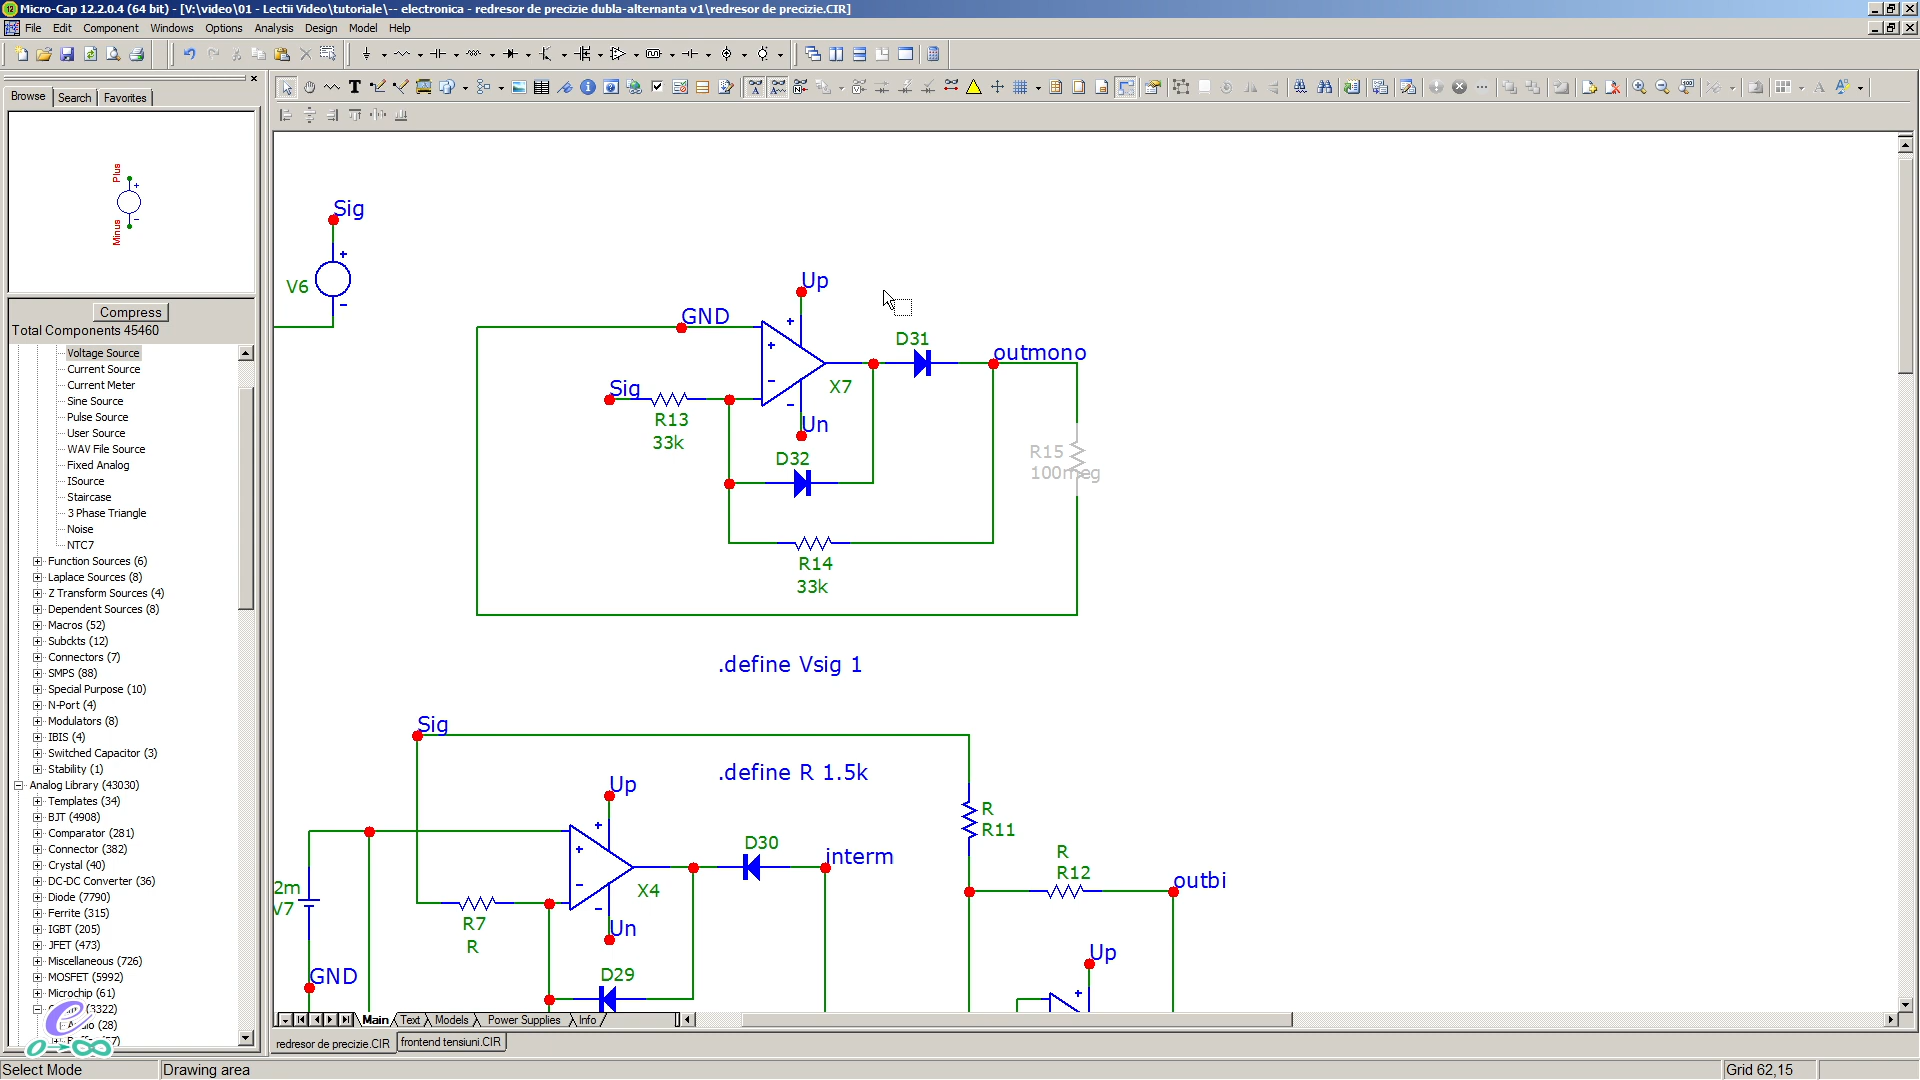 Micro-Cap 12.2.0.4 (64 bit) - [V:\video\01 - Lectii Video\tutoriale\-- electronica - redresor de precizie dubla-alternanta v1\redresor de precizie.CIR]
File Edit Component Windows Options Analysis Design Model Help
Browse Search Favorites
Plus
Minus
Compress
Total Components 45460
Voltage Source
Current Source
Current Meter
Sine Source
Pulse Source
User Source
WAV File Source
Fixed Analog
ISource
Staircase
3 Phase Triangle
Noise
NTC7
Function Sources (6)
Laplace Sources (8)
Z Transform Sources (4)
Dependent Sources (8)
Macros (52)
Subckts (12)
Connectors (7)
SMPS (88)
Special Purpose (10)
N-Port (4)
Modulators (8)
IBIS (4)
Switched Capacitor (3)
Stability (1)
Analog Library (43030)
Templates (34)
BJT (4908)
Comparator (281)
Connector (382)
Crystal (40)
DC-DC Converter (36)
Diode (7790)
Ferrite (315)
IGBT (205)
JFET (473)
Miscellaneous (726)
MOSFET (5992)
Microchip (61)
(3322)
(28)
Sig
V6
Up
GND
D31
outmono
Sig
X7
R13
33k
Un
D32
R15
100meg
R14
33k
.define Vsig 1
Sig
.define R 1.5k
Up
R
R11
D30
interm
R
R12
outbi
2m
V7
X4
R7
R
Un
GND
D29
Up
Main Text Models Power Supplies Info
redresor de precizie.CIR frontend tensiuni.CIR
Select Mode Drawing area Grid 62,15